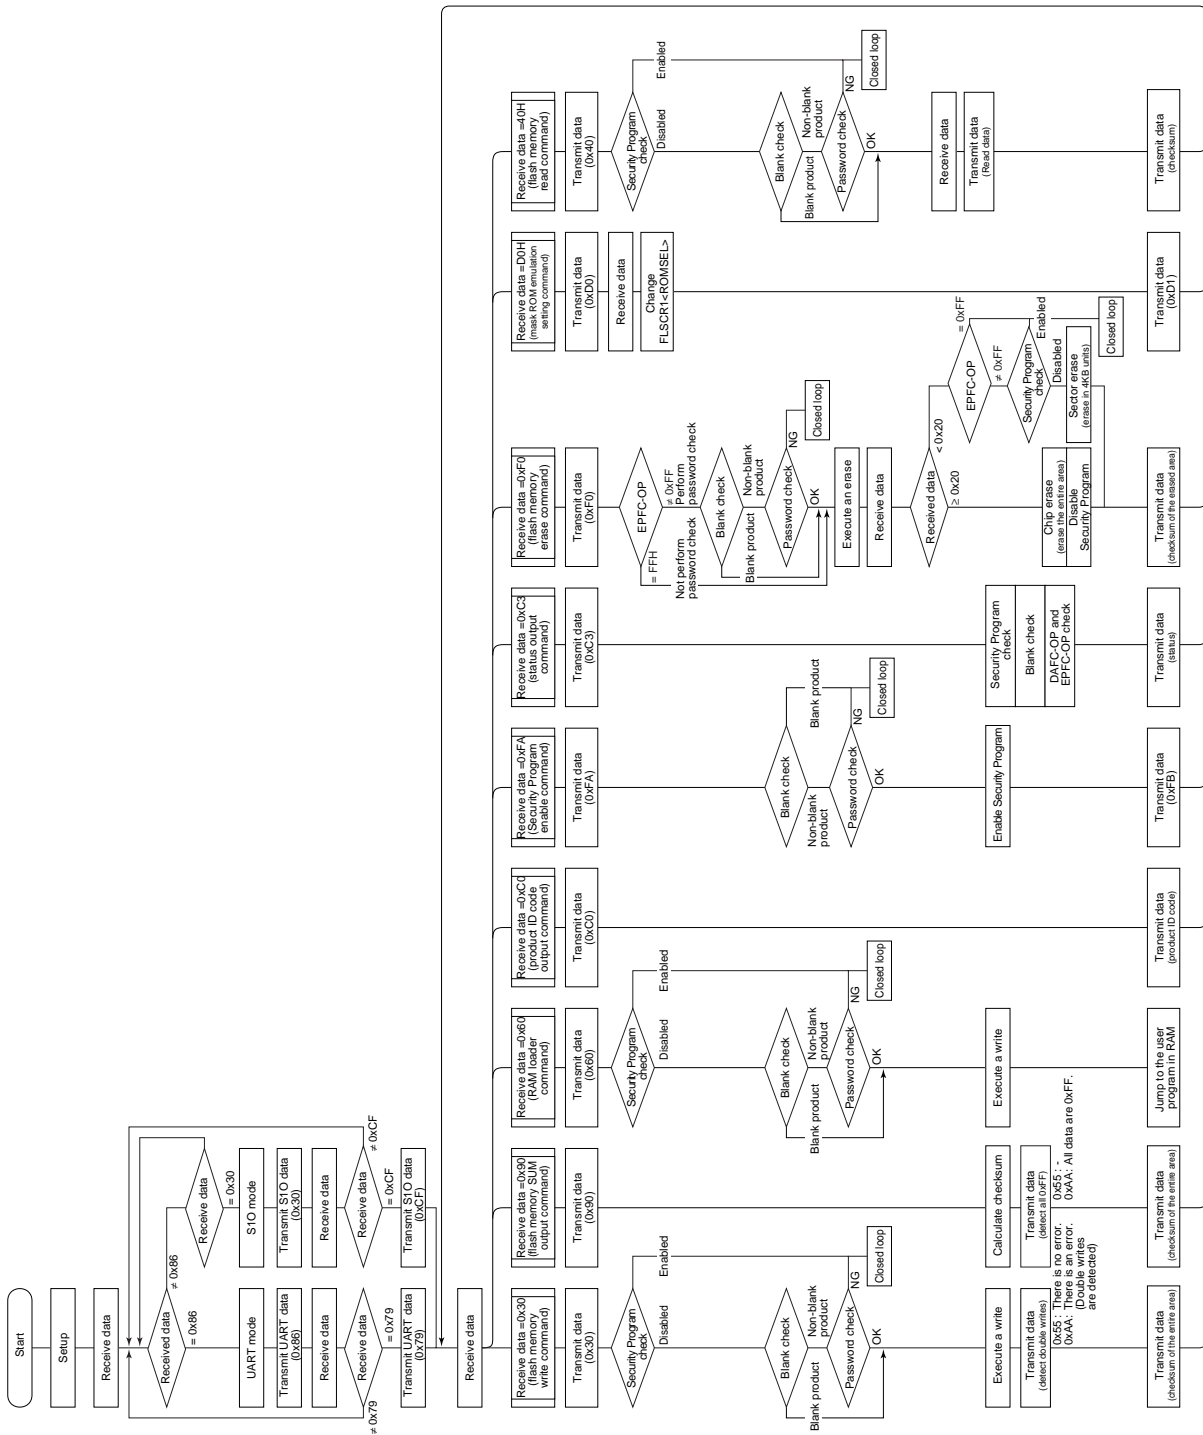 Start
Setup
Receive data
Received data
≠ 0x86
= 0x86
Receive data
= 0x30
UART mode
Transmit UART data
(0x86)
Receive data
Receive data
= 0x79
≠ 0x79
Transmit UART data
(0x79)
S1O mode
Transmit S1O data
(0x30)
Receive data
Receive data
≠ 0xCF
= 0xCF
Transmit S1O data
(0xCF)
Receive data
Receive data =0x30
(flash memory
write command)
Transmit data
(0x30)
Security Program
check
Enabled
Disabled
Blank check
Blank product
Non-blank
product
Password check
NG
OK
Closed loop
Execute a write
Transmit data
(detect double writes)
0x55 : There is no error.
0xAA: There is an error.
(Double writes
are detected)
Transmit data
(checksum of the entire area)
Receive data =0x90
(flash memory SUM
output command)
Transmit data
(0x90)
Calculate checksum
Transmit data
(detect all 0xFF)
0x55 : -
0xAA: All data are 0xFF.
Transmit data
(checksum of the entire area)
Receive data =0x60
(RAM loader
command)
Transmit data
(0x60)
Security Program
check
Enabled
Disabled
Blank check
Blank product
Non-blank
product
Password check
NG
OK
Closed loop
Execute a write
Jump to the user
program in RAM
Receive data =0xC0
(product ID code
output command)
Transmit data
(0xC0)
Transmit data
(product ID code)
Receive data =0xFA
(Security Program
enable command)
Transmit data
(0xFA)
Blank check
Blank product
Non-blank
product
Password check
NG
OK
Closed loop
Enable Security Program
Transmit data
(0xFB)
Receive data =0xC3
(status output
command)
Transmit data
(0xC3)
Security Program
check
Blank check
DAFC-OP and
EPFC-OP check
Transmit data
(status)
Receive data =0xF0
(flash memory
erase command)
Transmit data
(0xF0)
EPFC-OP
= FFH
Not perform
password check
≠ 0xFF
Perform
password check
Blank check
Blank product
Non-blank
product
Password check
NG
OK
Closed loop
Execute an erase
Receive data
Received data
≥ 0x20
< 0x20
EPFC-OP
= 0xFF
≠ 0xFF
Security Program
check
Enabled
Disabled
Closed loop
Sector erase
(erase in 4KB units)
Chip erase
(erase the entire area)
Disable
Security Program
Transmit data
(checksum of the erased area)
Receive data =D0H
(mask ROM emulation
setting command)
Transmit data
(0xD0)
Receive data
Change
FLSCR1<ROMSEL>
Transmit data
(0xD1)
Receive data =40H
(flash memory
read command)
Transmit data
(0x40)
Security Program
check
Enabled
Disabled
Blank check
Blank product
Non-blank
product
Password check
NG
OK
Closed loop
Receive data
Transmit data
(Read data)
Transmit data
(checksum)